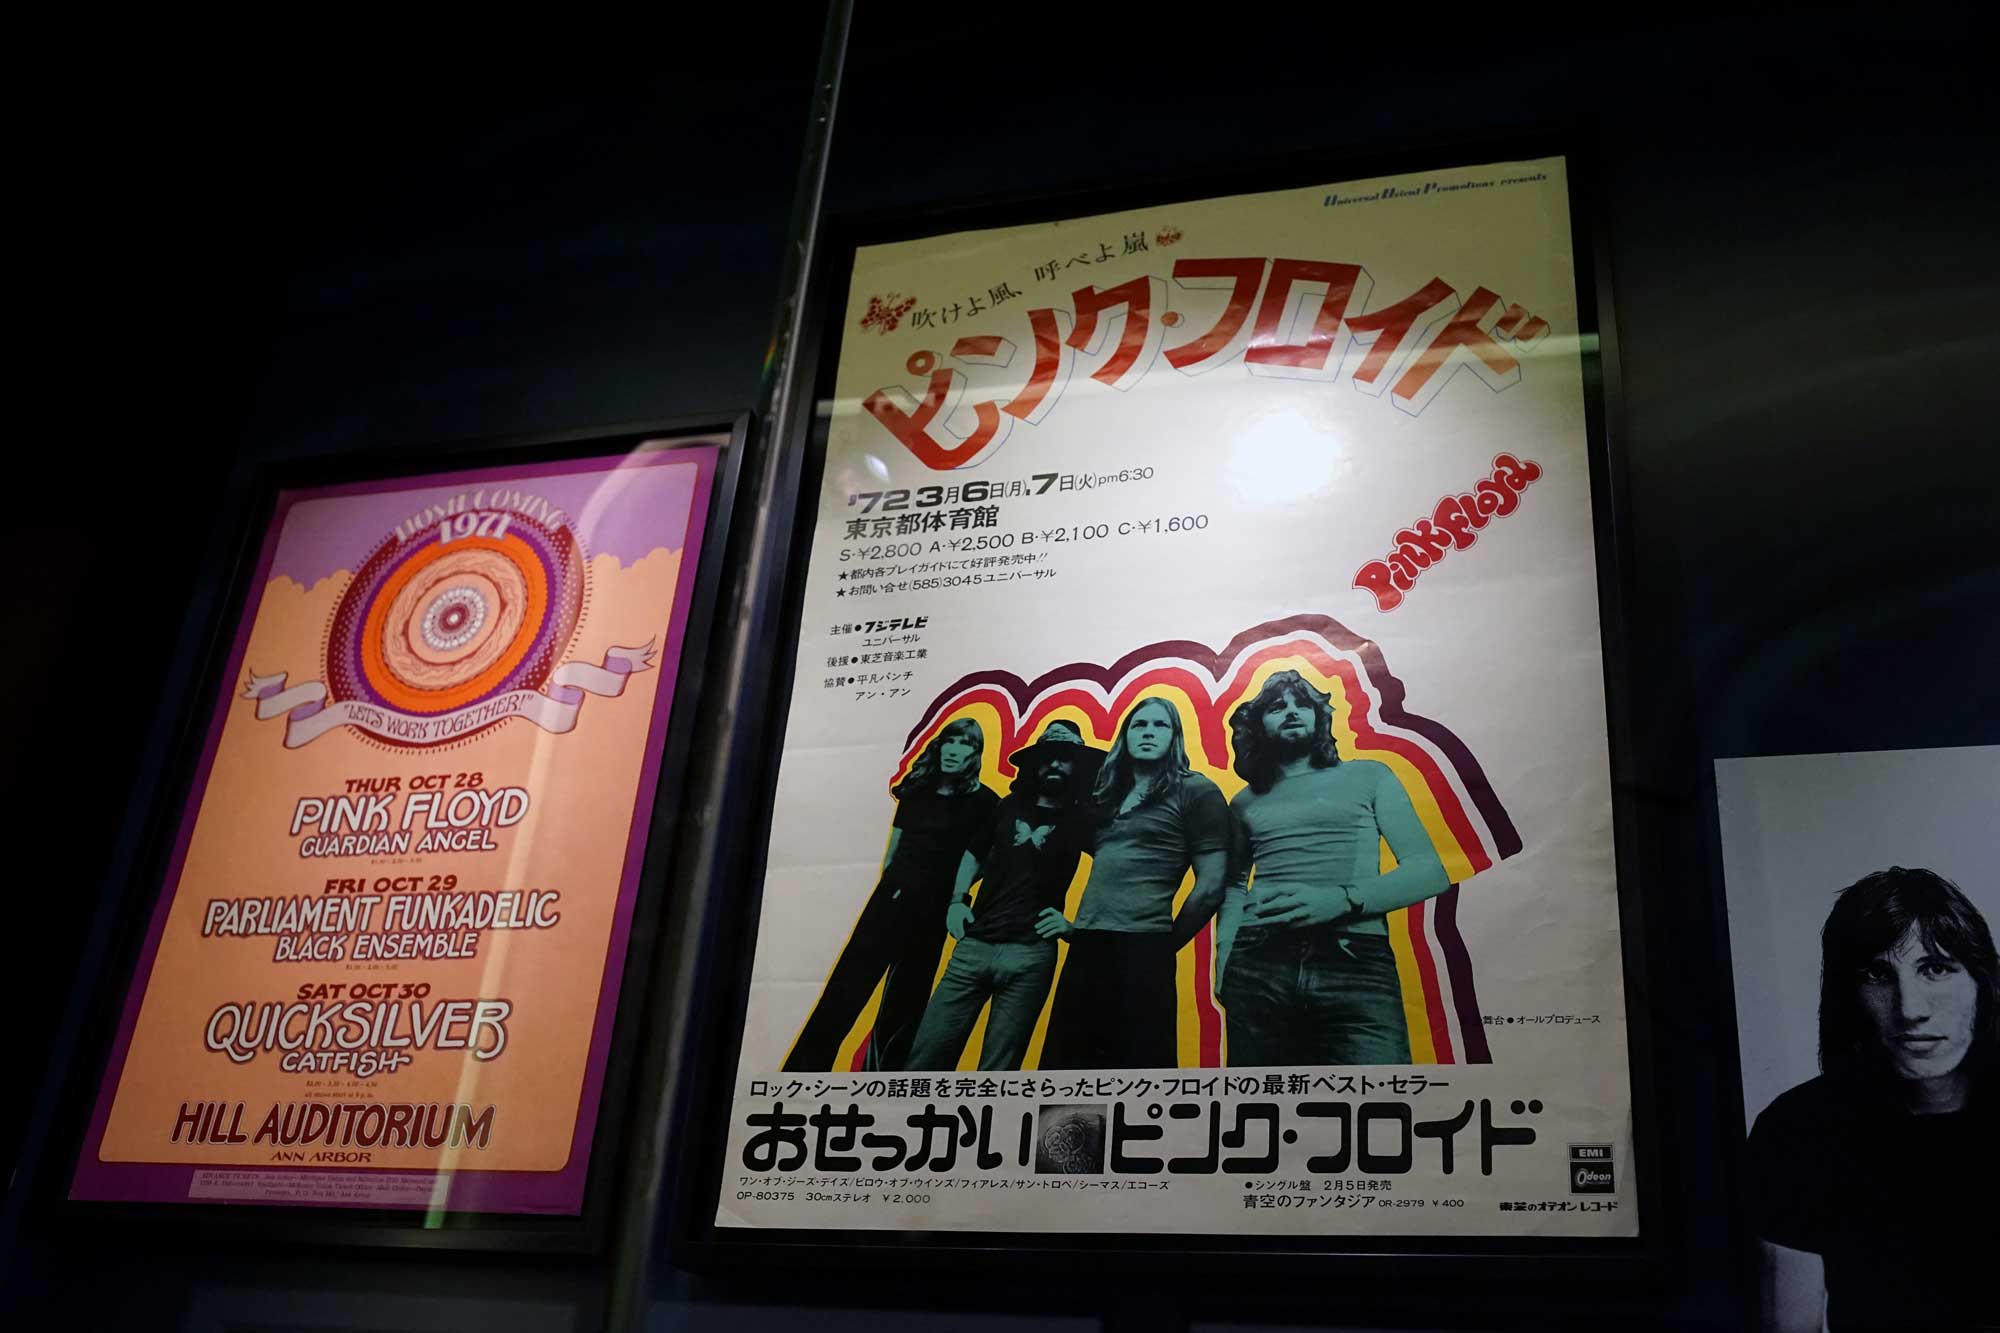 HOMECOMING
1971
"LET'S WORK TOGETHER!"
THUR OCT 28
PINK FLOYD
GUARDIAN ANGEL
FRI OCT 29
PARLIAMENT FUNKADELIC
BLACK ENSEMBLE
SAT OCT 30
QUICKSILVER
CATFISH
all shows start at 8 p.m.
HILL AUDITORIUM
ANN ARBOR
Universal Orient Promotions presents
吹けよ風、呼べよ嵐
ピンク・フロイド
'72 3月6日(月).7日(火)pm6:30
東京都体育館
S・¥2,800 A・¥2,500 B・¥2,100 C・¥1,600
★都内各プレイガイドにて好評発売中!!
★お問い合せ(585)3045ユニバーサル
Pink Floyd
主催●フジテレビ
ユニバーサル
後援●東芝音楽工業
協賛●平凡パンチ
アン・アン
舞台●オールプロデュース
ロック・シーンの話題を完全にさらったピンク・フロイドの最新ベスト・セラー
おせっかい ピンク・フロイド
ワン・オブ・ジーズ・デイズ/ピロウ・オブ・ウインズ/フィアレス/サン・トロペ/シーマス/エコーズ
OP-80375 30cmステレオ ¥2,000
●シングル盤 2月5日発売
青空のファンタジア OR-2979 ¥400
EMI
Odeon
東芝のオデオンレコード